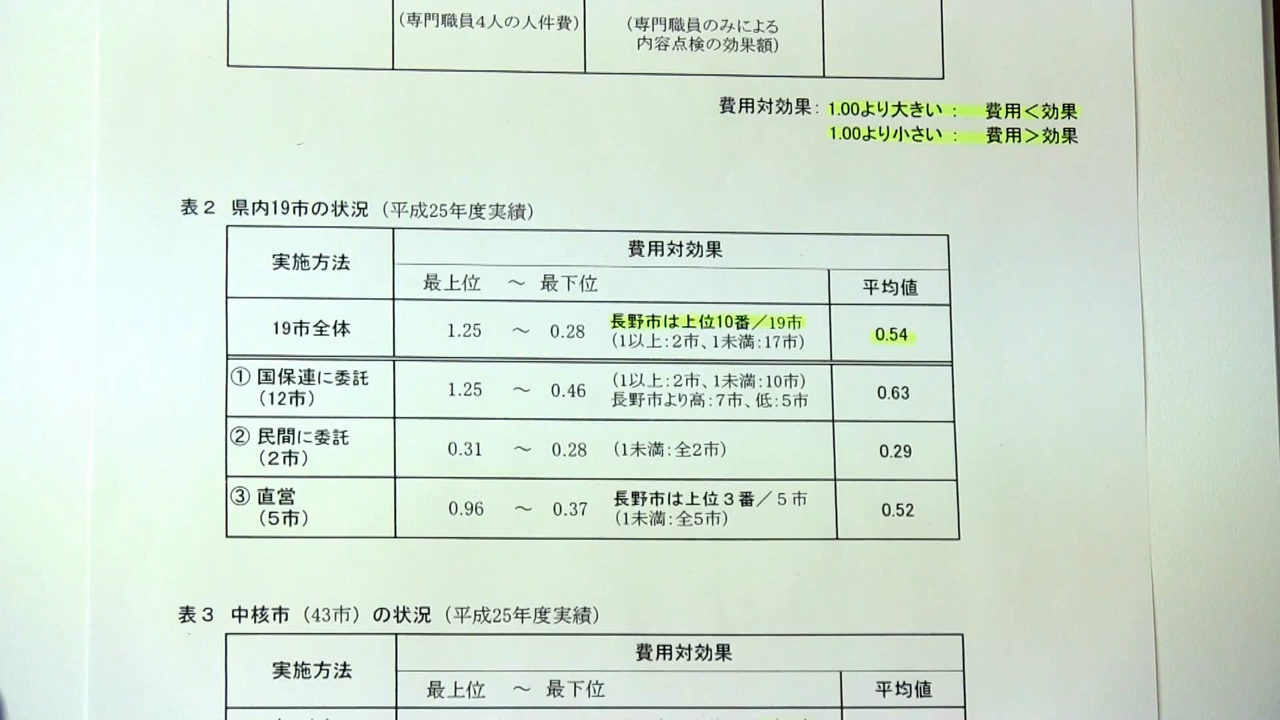 (専門職員４人の人件費)
(専門職員のみによる
内容点検の効果額)
費用対効果： 1.00より大きい ： 費用＜効果
1.00より小さい ： 費用＞効果
表２ 県内19市の状況 (平成25年度実績)
実施方法
費用対効果
最上位 ～ 最下位
平均値
19市全体
1.25 ～ 0.28
長野市は上位10番／19市
(1以上：2市、1未満：17市)
0.54
① 国保連に委託
(12市)
1.25 ～ 0.46
(1以上：2市、1未満：10市)
長野市より高：7市、低：5市
0.63
② 民間に委託
(２市)
0.31 ～ 0.28
(1未満：全2市)
0.29
③ 直営
(５市)
0.96 ～ 0.37
長野市は上位３番／５市
(1未満：全5市)
0.52
表３ 中核市 (43市) の状況 (平成25年度実績)
実施方法
費用対効果
最上位 ～ 最下位
平均値